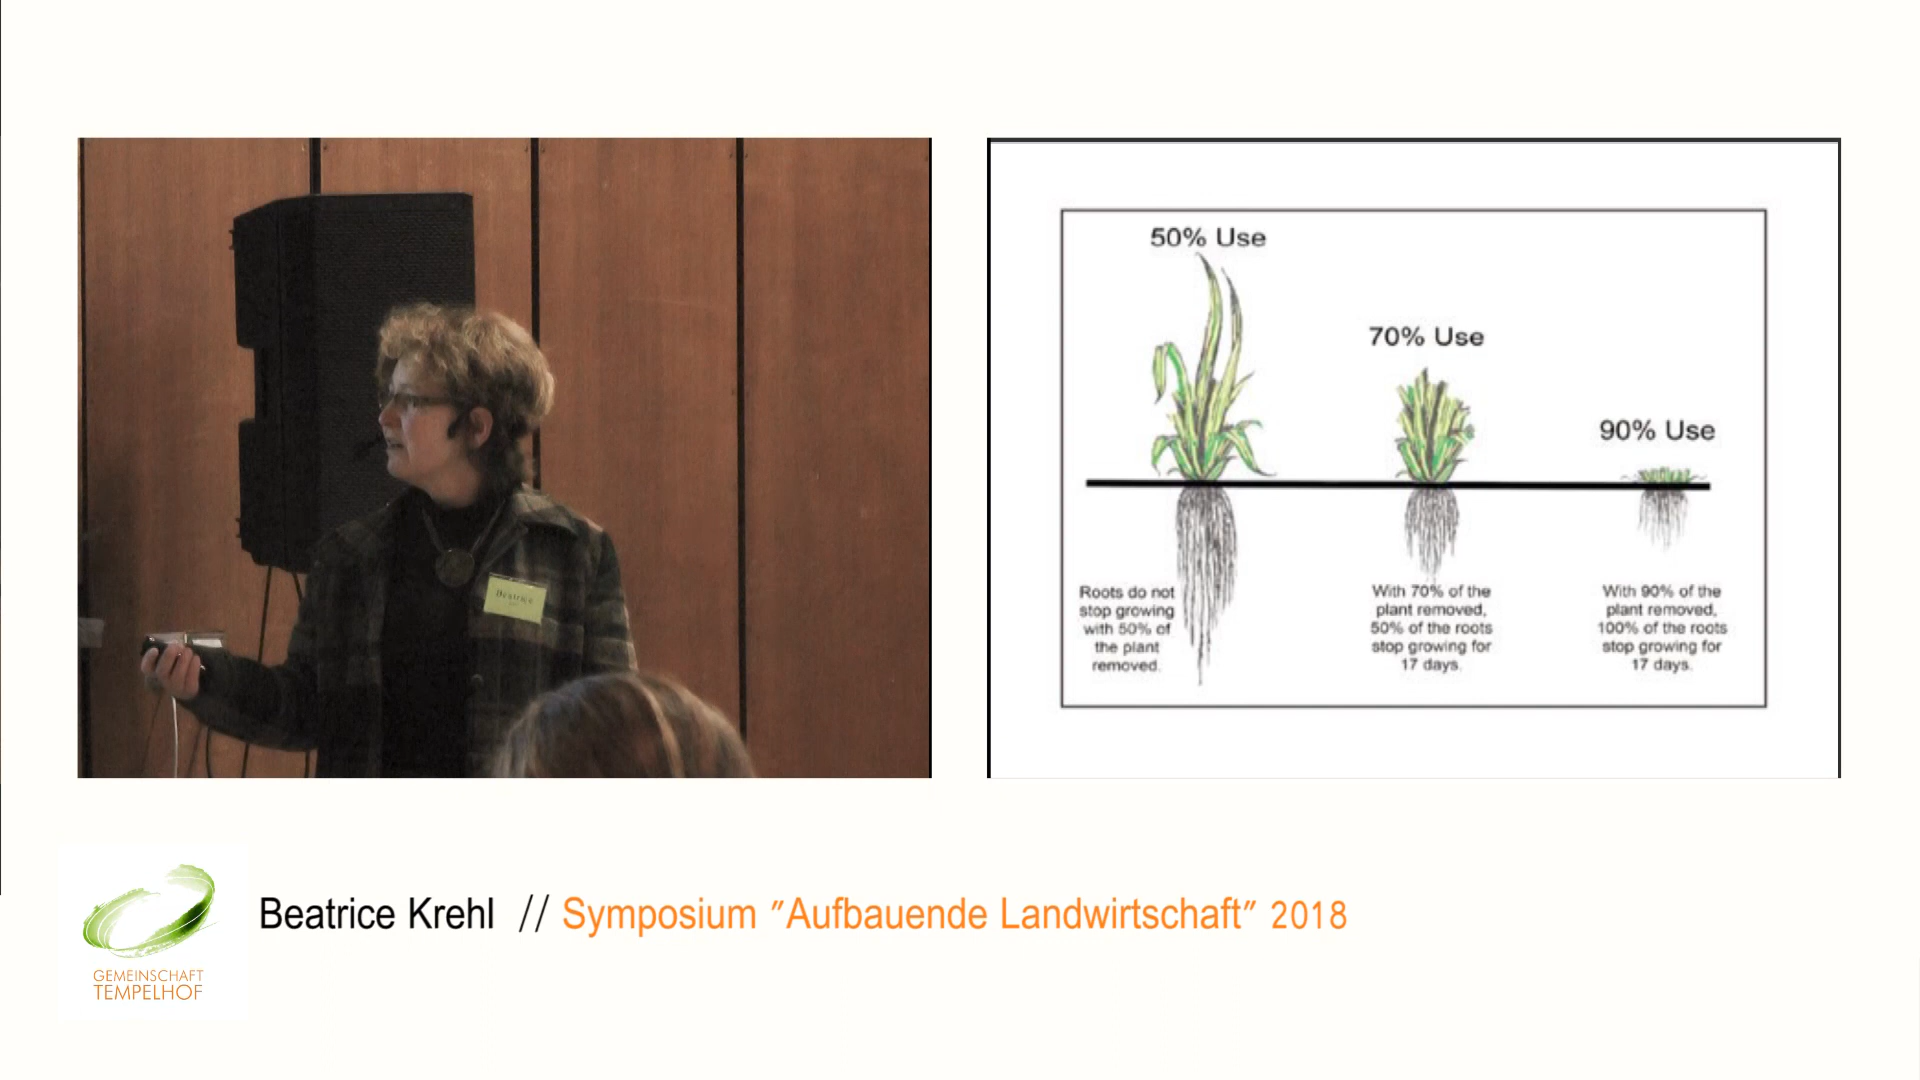 Beatrice
50% Use
70% Use
90% Use
Roots do not
stop growing
with 50% of
the plant
removed.
With 70% of the
plant removed,
50% of the roots
stop growing for
17 days.
With 90% of the
plant removed,
100% of the roots
stop growing for
17 days.
Beatrice Krehl // Symposium "Aufbauende Landwirtschaft" 2018
GEMEINSCHAFT
TEMPELHOF